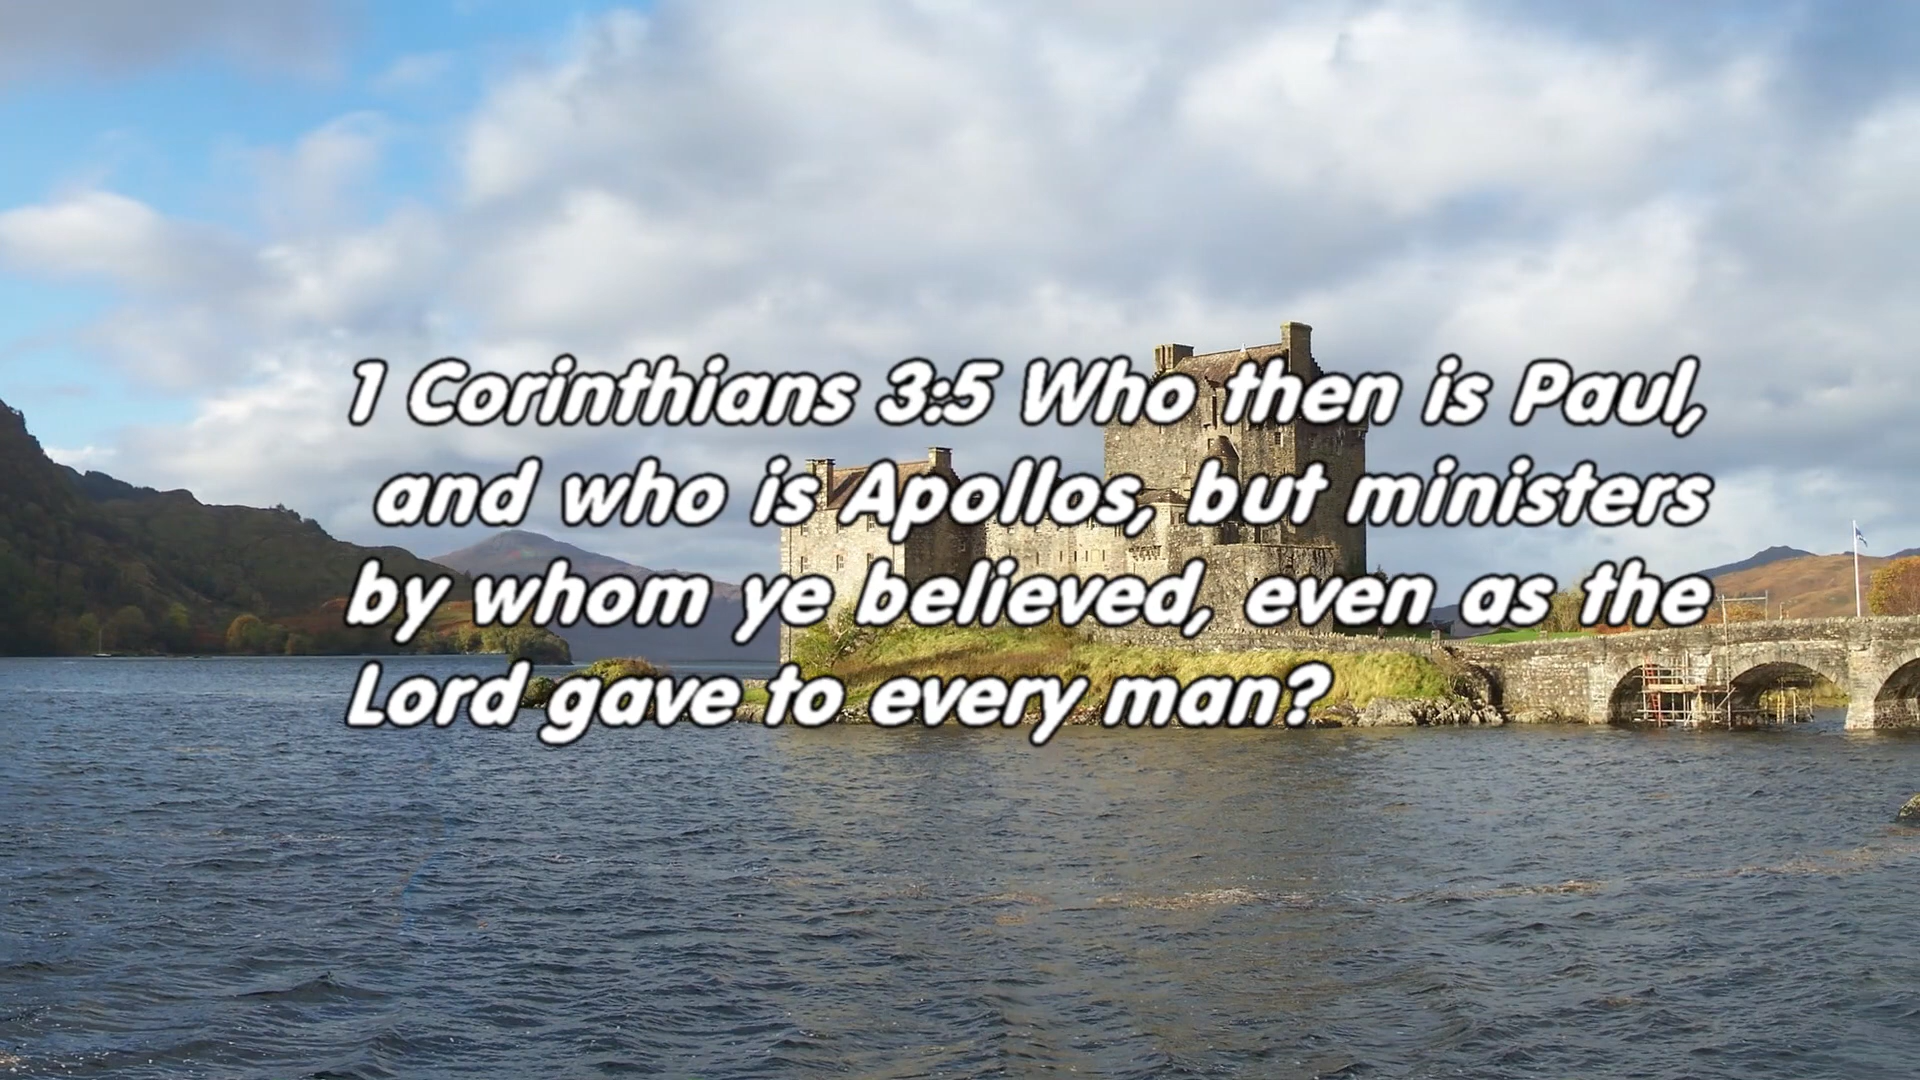 1 Corinthians 3:5 Who then is Paul,
and who is Apollos, but ministers
by whom ye believed, even as the
Lord gave to every man?